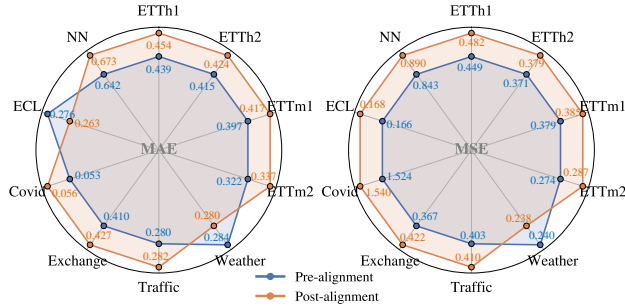 ETTh1
ETTh2
ETTm1
ETTm2
Weather
Traffic
Exchange
Covid
ECL
NN
MAE
0.454
0.439
0.424
0.415
0.417
0.397
0.337
0.322
0.280
0.284
0.280
0.282
0.410
0.427
0.053
0.056
0.276
0.263
0.673
0.642
ETTh1
ETTh2
ETTm1
ETTm2
Weather
Traffic
Exchange
Covid
ECL
NN
MSE
0.482
0.449
0.379
0.371
0.385
0.379
0.287
0.274
0.238
0.240
0.403
0.410
0.367
0.422
1.524
1.540
0.168
0.166
0.890
0.843
Pre-alignment
Post-alignment